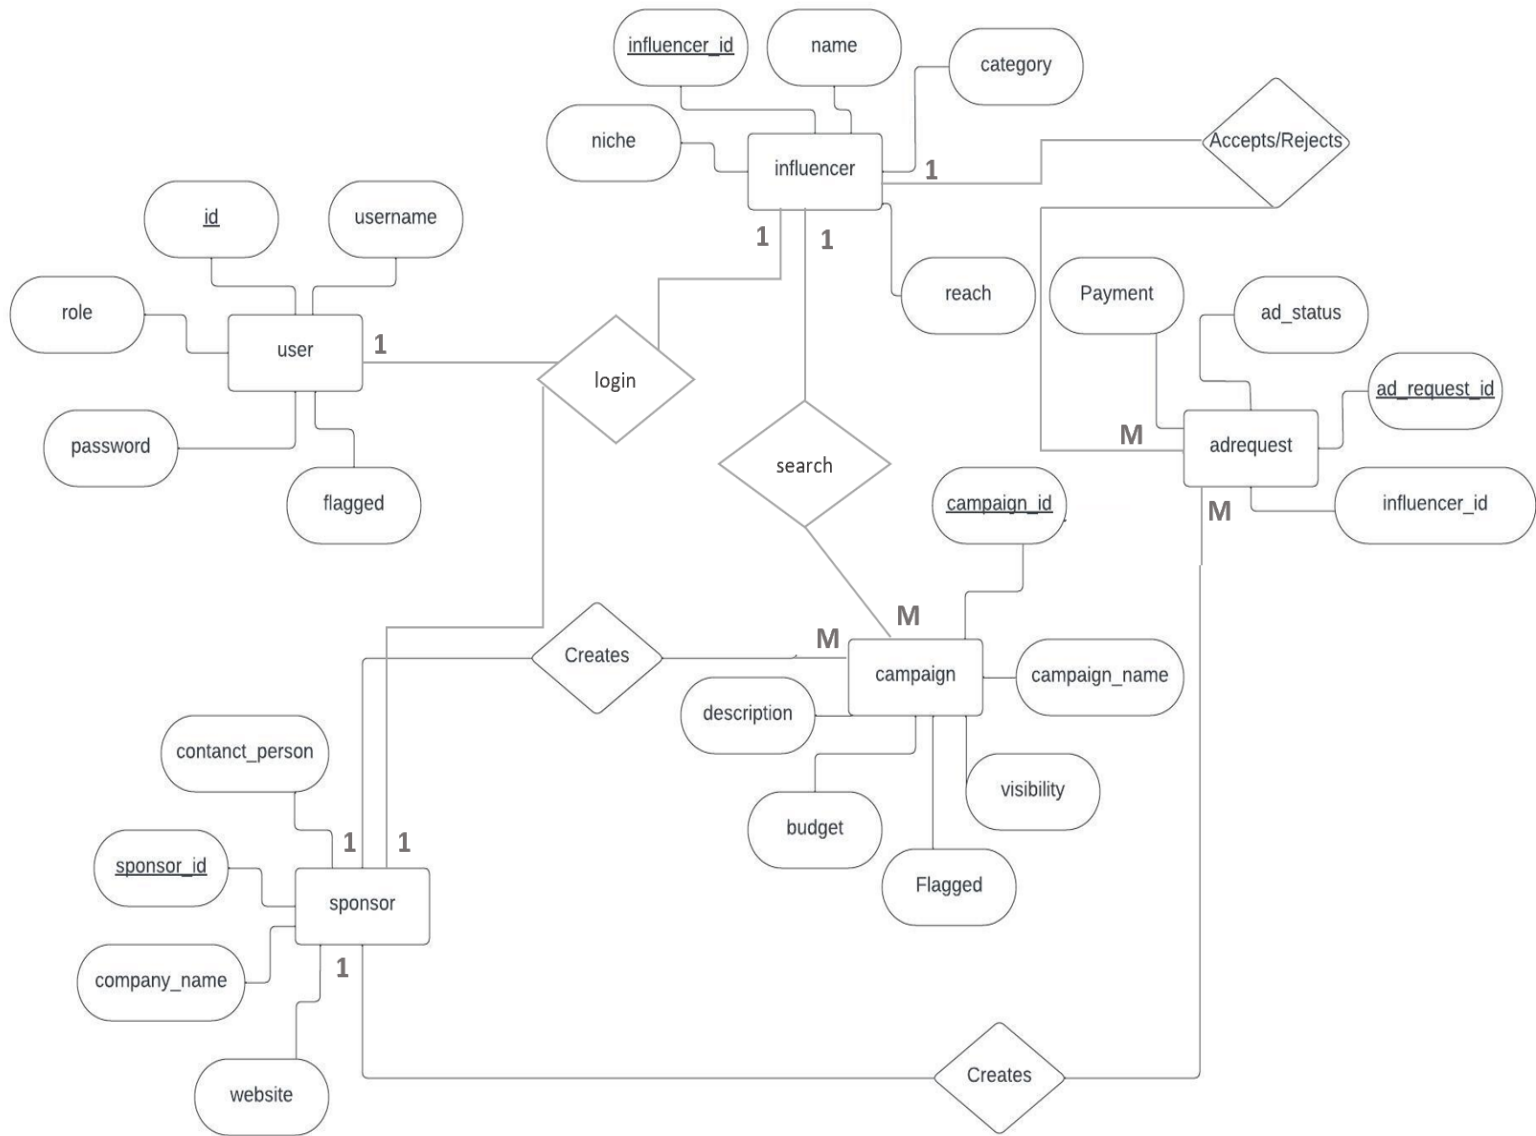 influencer_id
name
category
niche
influencer
Accepts/Rejects
1
id
username
1
1
reach
Payment
ad_status
role
user
1
login
ad_request_id
password
M
adrequest
search
flagged
campaign_id
M
influencer_id
M
Creates
M
campaign
campaign_name
description
contanct_person
visibility
budget
1
1
sponsor_id
Flagged
sponsor
1
company_name
Creates
website